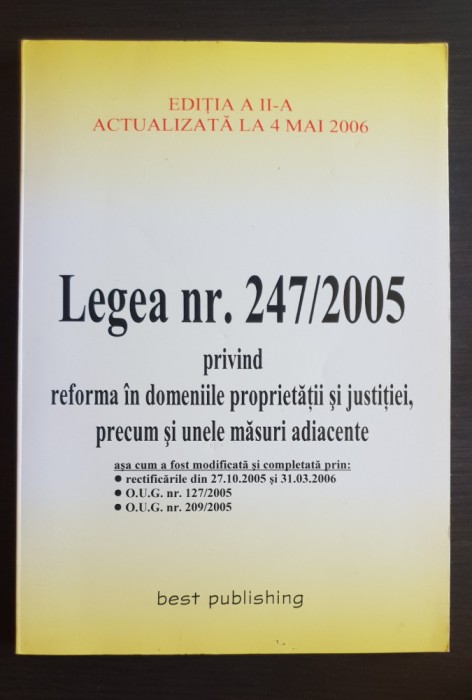 EDIȚIA A II-A
ACTUALIZATĂ LA 4 MAI 2006
Legea nr. 247/2005
privind
reforma în domeniile proprietății și justiției,
precum și unele măsuri adiacente
așa cum a fost modificată și completată prin:
● rectificările din 27.10.2005 și 31.03.2006
● O.U.G. nr. 127/2005
● O.U.G. nr. 209/2005
best publishing